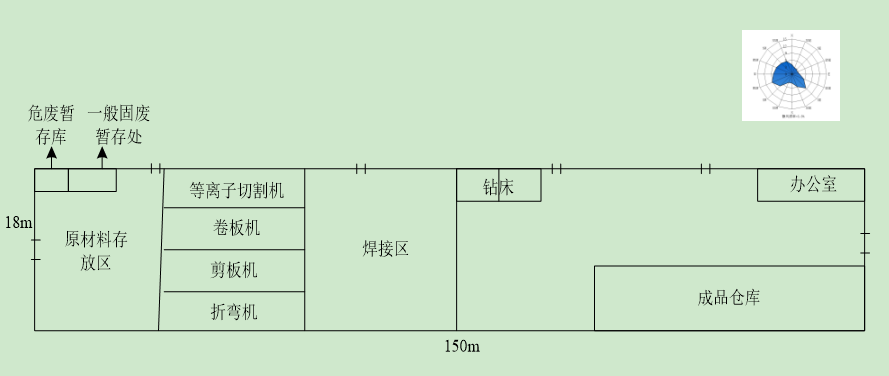 危废暂
存库
一般固废
暂存处
等离子切割机
钻床
办公室
18m
原材料存
放区
卷板机
焊接区
剪板机
成品仓库
折弯机
150m